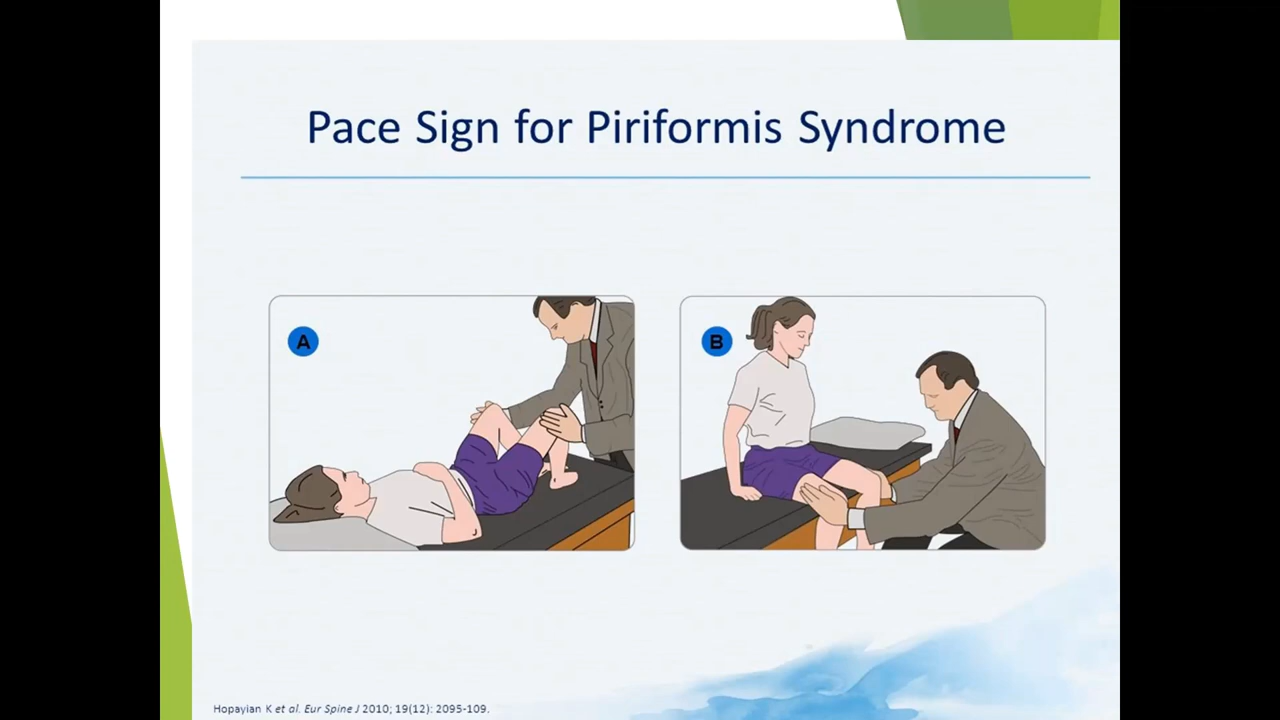 Pace Sign for Piriformis Syndrome
A
B
Hopayian K et al. Eur Spine J 2010; 19(12): 2095-109.